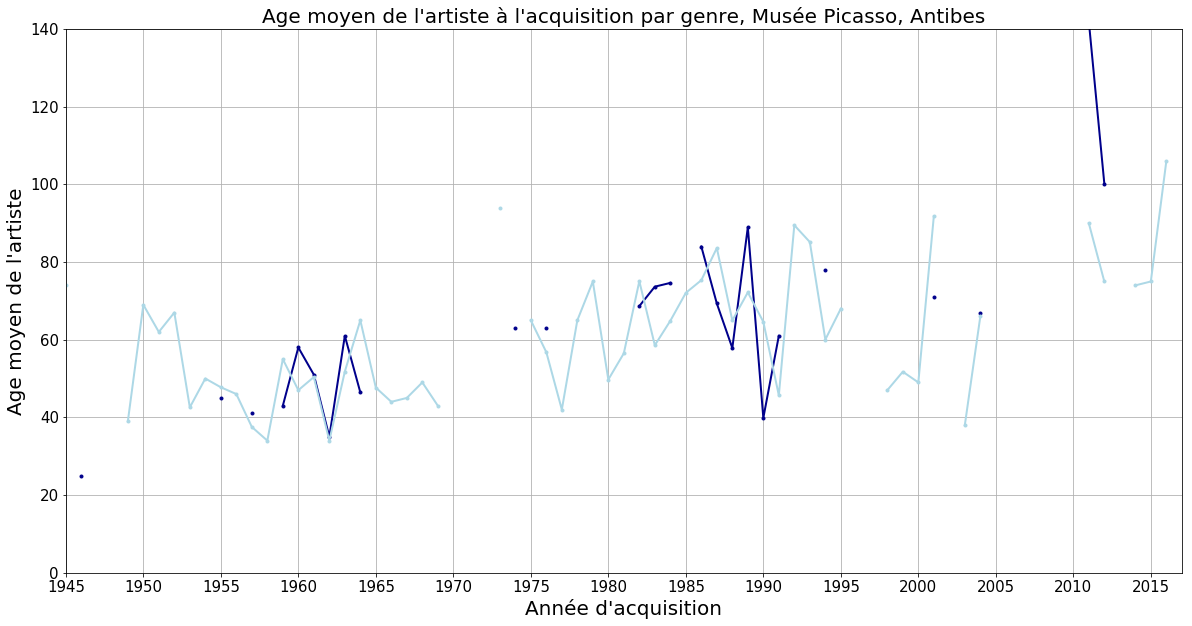 Age moyen de l'artiste à l'acquisition par genre, Musée Picasso, Antibes
Age moyen de l'artiste
140
120
100
80
60
40
20
0
1945 1950 1955 1960 1965 1970 1975 1980 1985 1990 1995 2000 2005 2010 2015
Année d'acquisition